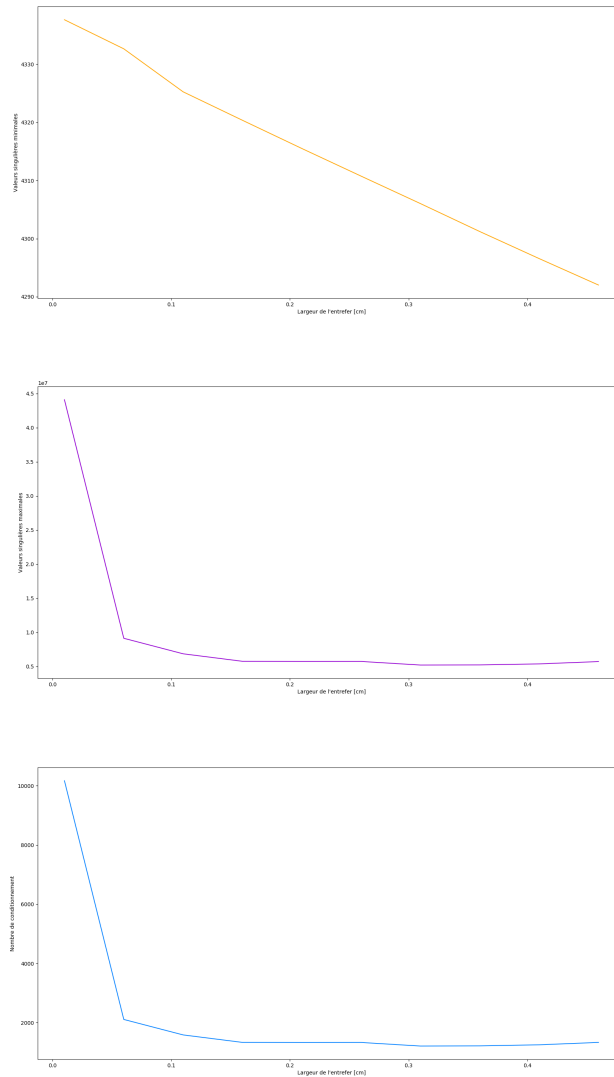 Valeurs singulières minimales
4330
4320
4310
4300
4290
0.0 0.1 0.2 0.3 0.4
Largeur de l'entrefer [cm]
1e7
Valeurs singulières maximales
4.5
4.0
3.5
3.0
2.5
2.0
1.5
1.0
0.5
0.0 0.1 0.2 0.3 0.4
Largeur de l'entrefer [cm]
Nombre de conditionnement
10000
8000
6000
4000
2000
0.0 0.1 0.2 0.3 0.4
Largeur de l'entrefer [cm]